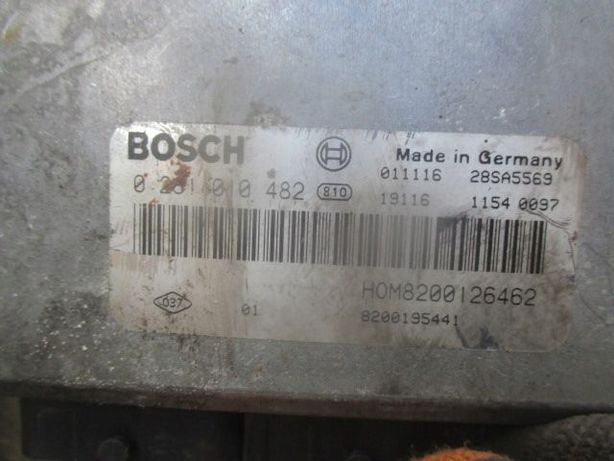 BOSCH
Made in Germany
011116 28SA5569
0 281 010 482 810
19116 1154 0097
HOM8200126462
037
01
8200195441